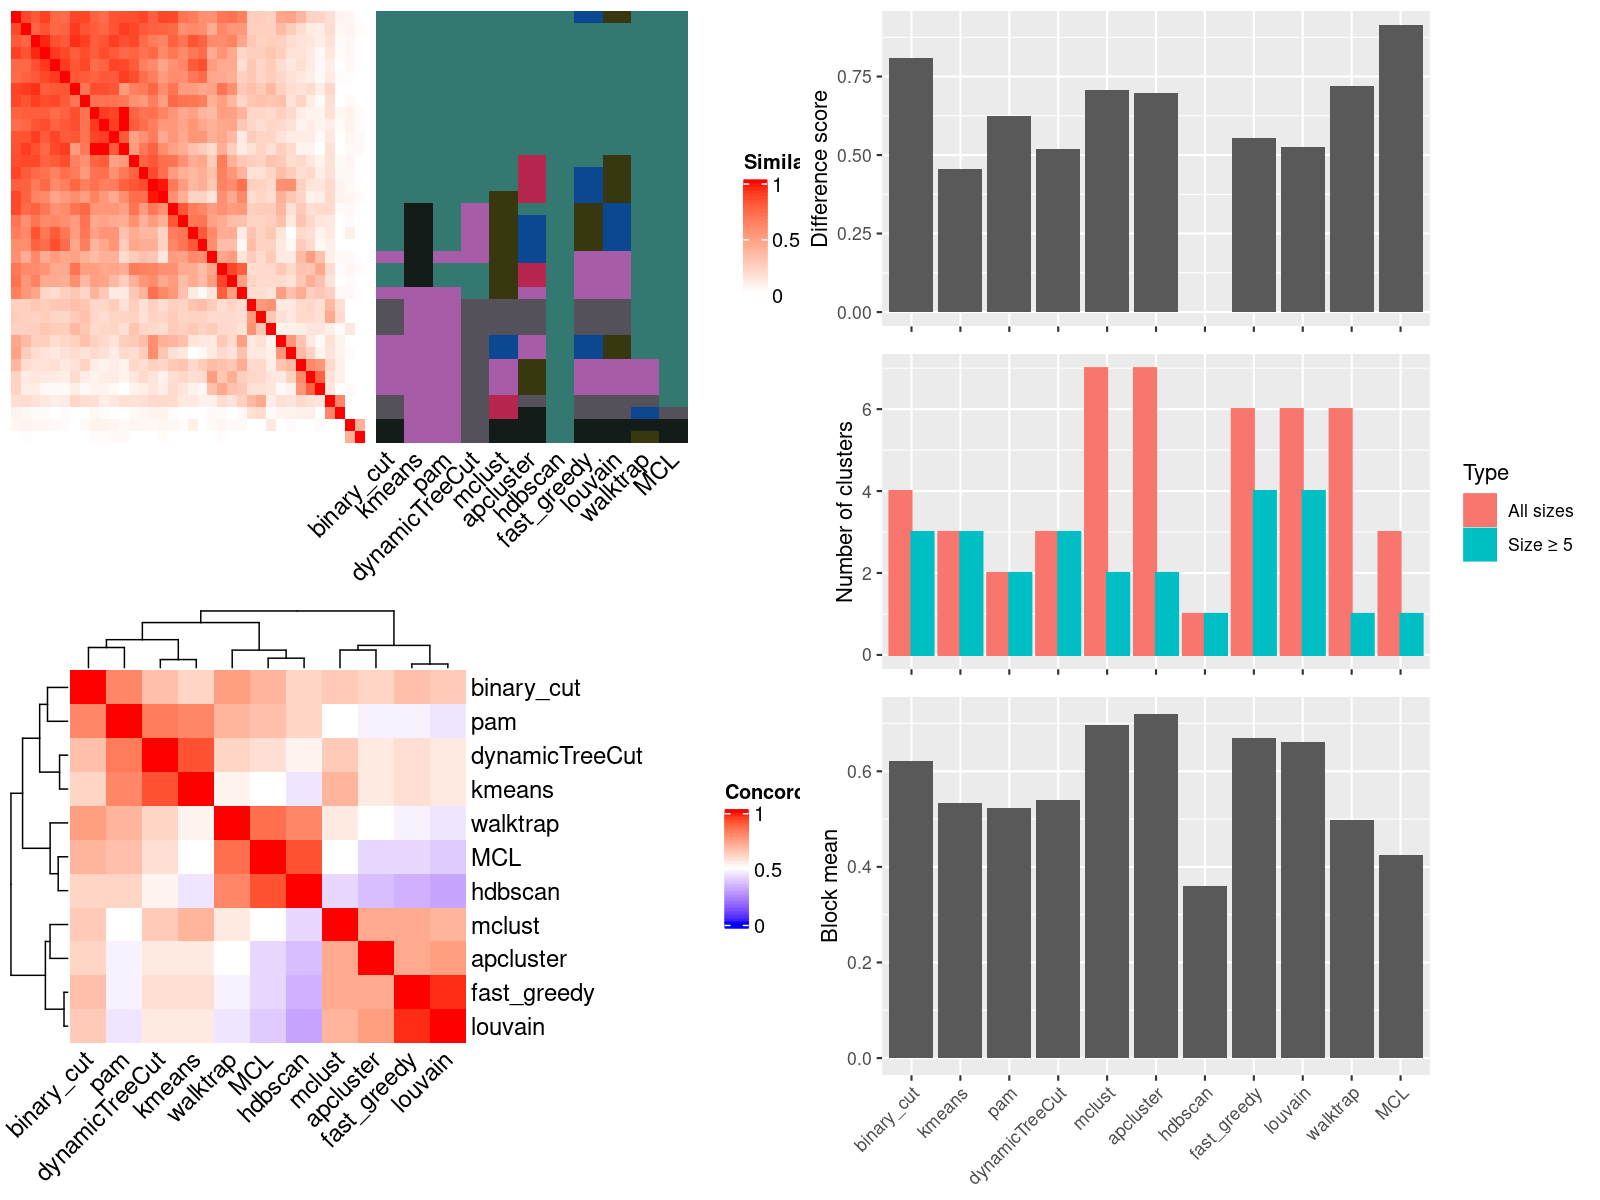 Simila
1
0.5
0
binary_cut
kmeans
pam
dynamicTreeCut
mclust
apcluster
hdbscan
fast_greedy
louvain
walktrap
MCL
Difference score
0.75
0.50
0.25
0.00
Number of clusters
6
4
2
0
Type
All sizes
Size ≥ 5
binary_cut
pam
dynamicTreeCut
kmeans
walktrap
MCL
hdbscan
mclust
apcluster
fast_greedy
louvain
binary_cut
pam
dynamicTreeCut
kmeans
walktrap
MCL
hdbscan
mclust
apcluster
fast_greedy
louvain
Concord
1
0.5
0
Block mean
0.6
0.4
0.2
0.0
binary_cut
kmeans
pam
dynamicTreeCut
mclust
apcluster
hdbscan
fast_greedy
louvain
walktrap
MCL